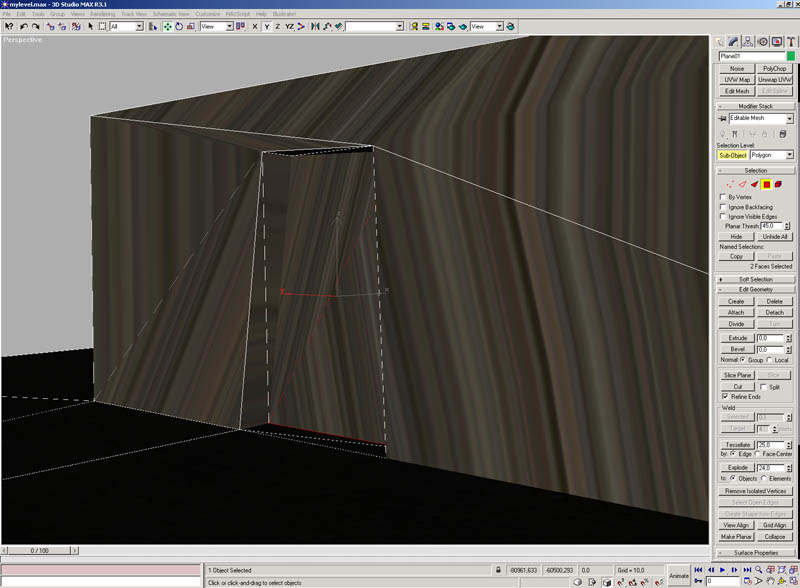 mylevel.max - 3D Studio MAX R3.1
File Edit Tools Group Views Rendering Track View Schematic View Customize MAXScript Help Illustrate!
All View X Y Z YZ View
Perspective
Plane01
Noise PolyChop
UVW Map Unwrap UVW
Edit Mesh Edit Spline
- Modifier Stack
Editable Mesh
Selection Level:
Sub-Object Polygon
- Selection
By Vertex
Ignore Backfacing
Ignore Visible Edges
Planar Thresh: 45,0
Hide Unhide All
Named Selections:
Copy Paste
2 Faces Selected
+ Soft Selection
- Edit Geometry
Create Delete
Attach Detach
Divide Turn
Extrude 0,0
Bevel 0,0
Normal: Group Local
Slice Plane Slice
Cut Split
Refine Ends
Weld
Selected 0,1
Target 4 pixels
Tessellate 25,0
by: Edge Face-Center
Explode 24,0
to: Objects Elements
Remove Isolated Vertices
Select Open Edges
Create Shape from Edges
View Align Grid Align
Make Planar Collapse
- Surface Properties
0 / 100
1 Object Selected -80961,633 -60500,293 0,0 Grid = 10,0
Click or click-and-drag to select objects
Animate 0